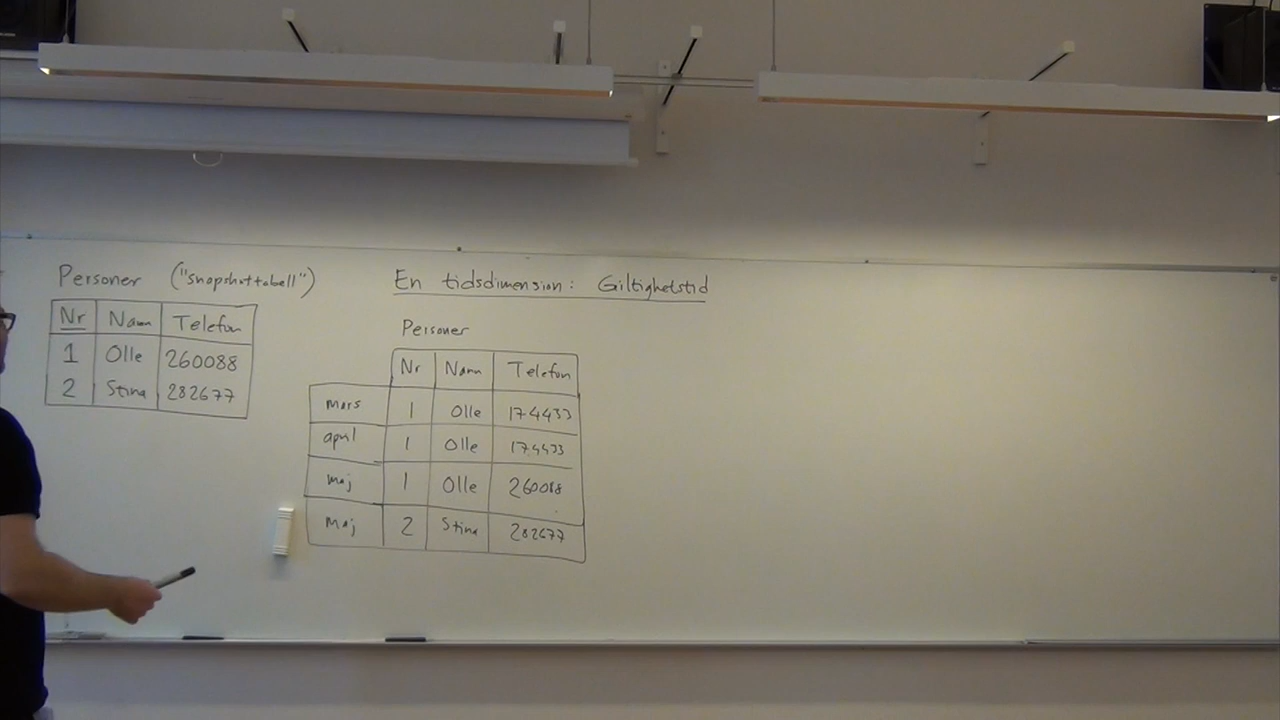 Personer ("Snapshottabell")
Nr Namn Telefon
1 Olle 260088
2 Stina 282677
En tidsdimension: Giltighetstid
Personer
Nr Namn Telefon
mars 1 Olle 174433
april 1 Olle 174433
maj 1 Olle 260088
maj 2 Stina 282677